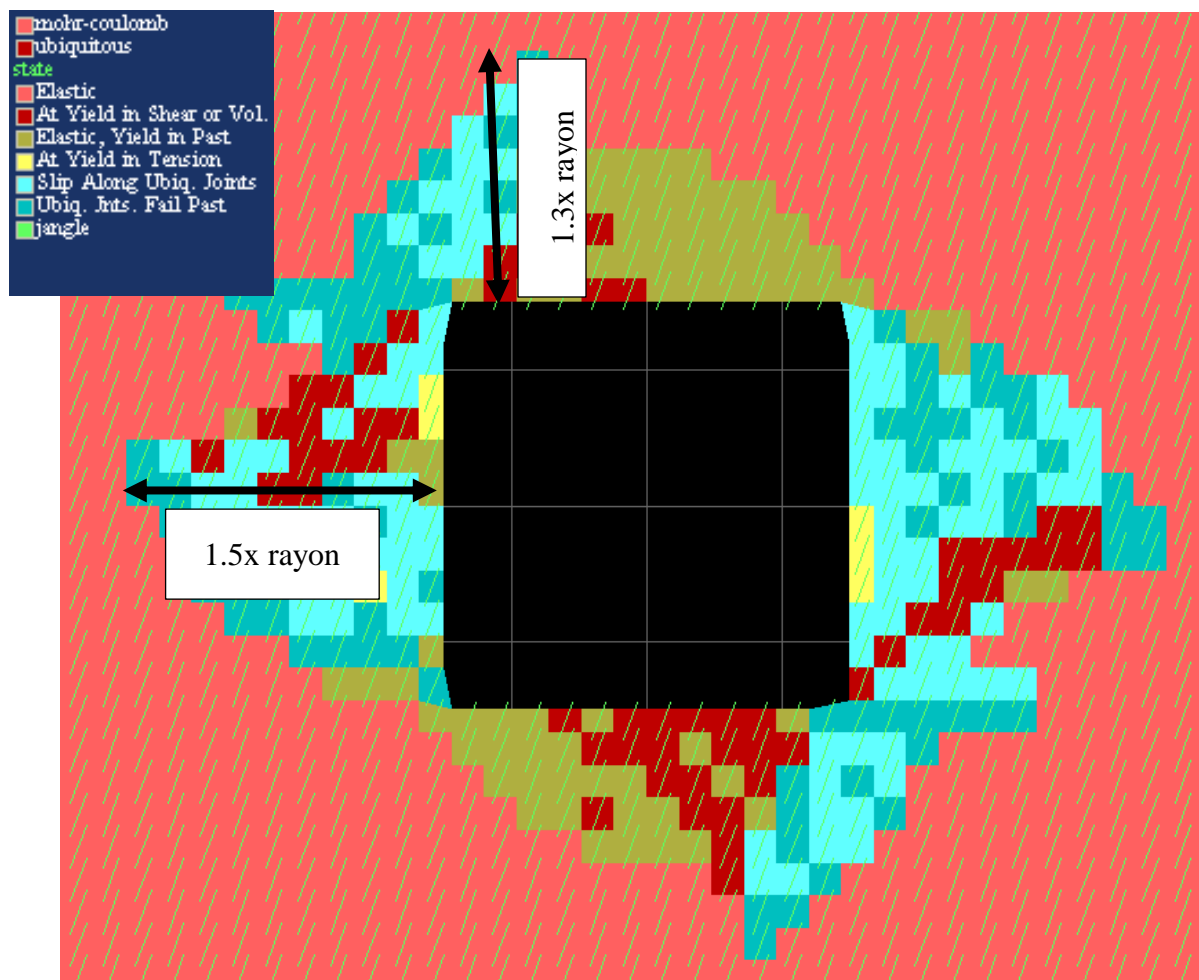 mohr-coulomb
ubiquitous
state
Elastic
At Yield in Shear or Vol.
Elastic, Yield in Past
At Yield in Tension
Slip Along Ubiq. Joints
Ubiq. Jnts. Fail Past
jangle
1.3x rayon
1.5x rayon